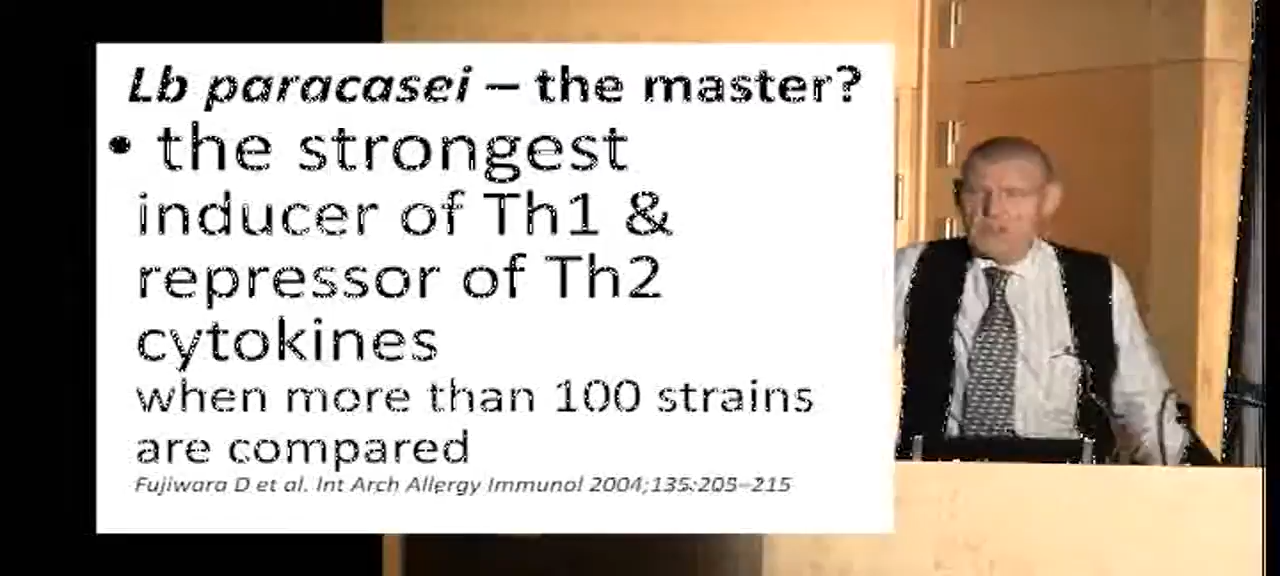 Lb paracasei – the master?
• the strongest
inducer of Th1 &
repressor of Th2
cytokines
when more than 100 strains
are compared
Fujiwara D et al. Int Arch Allergy Immunol 2004;135:205–215